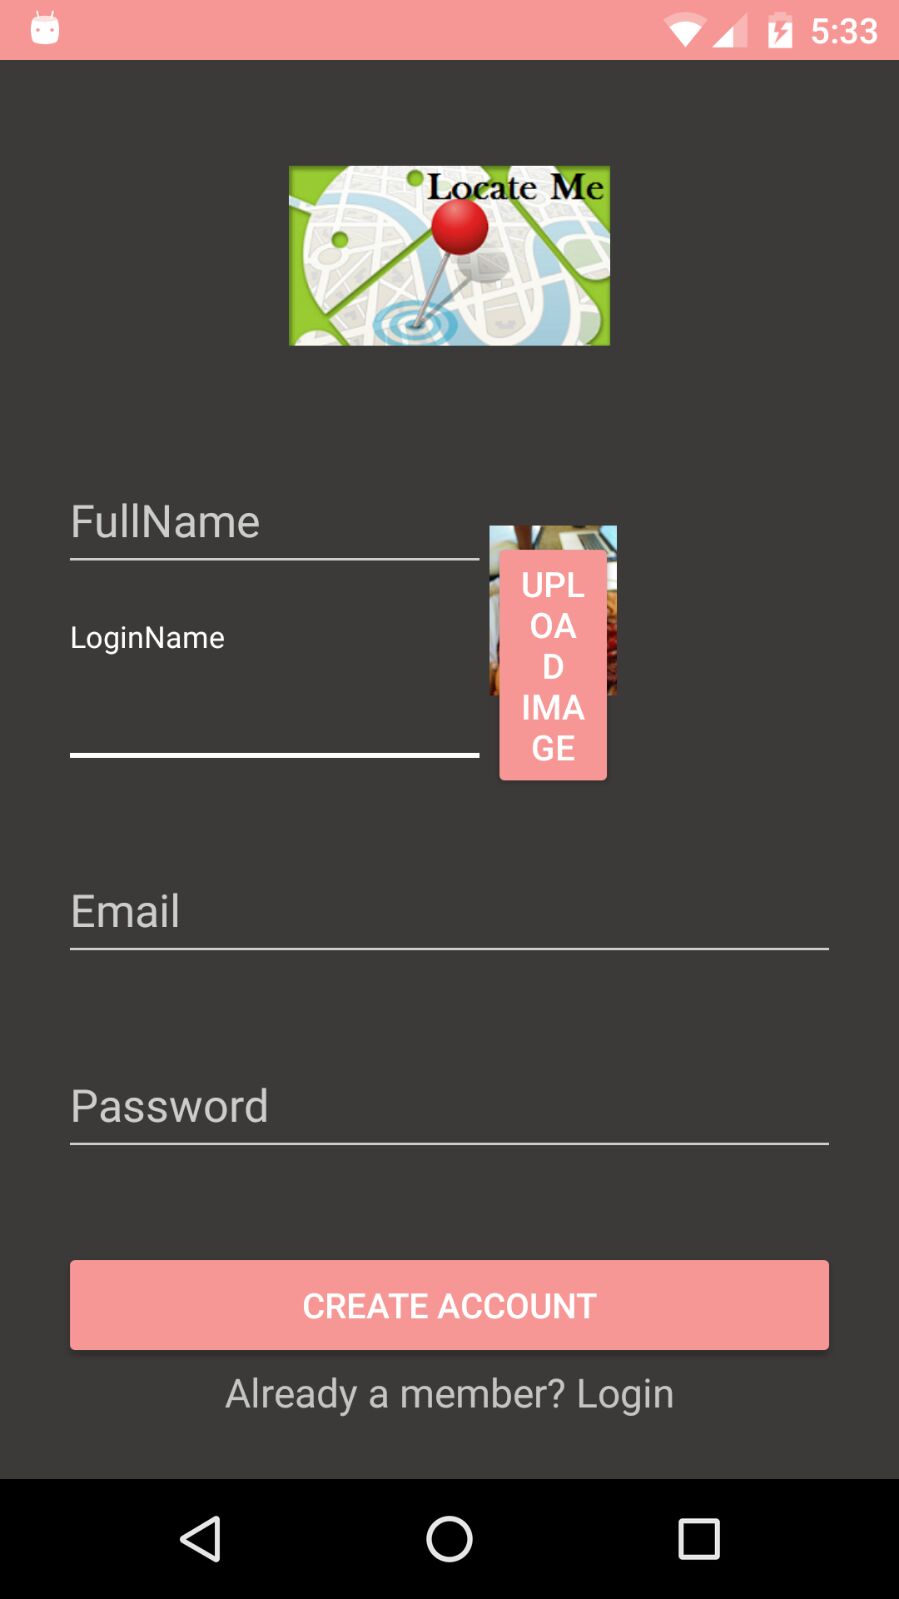 5:33
Locate Me
FullName
LoginName
UPL
OA
D
IMA
GE
Email
Password
CREATE ACCOUNT
Already a member? Login